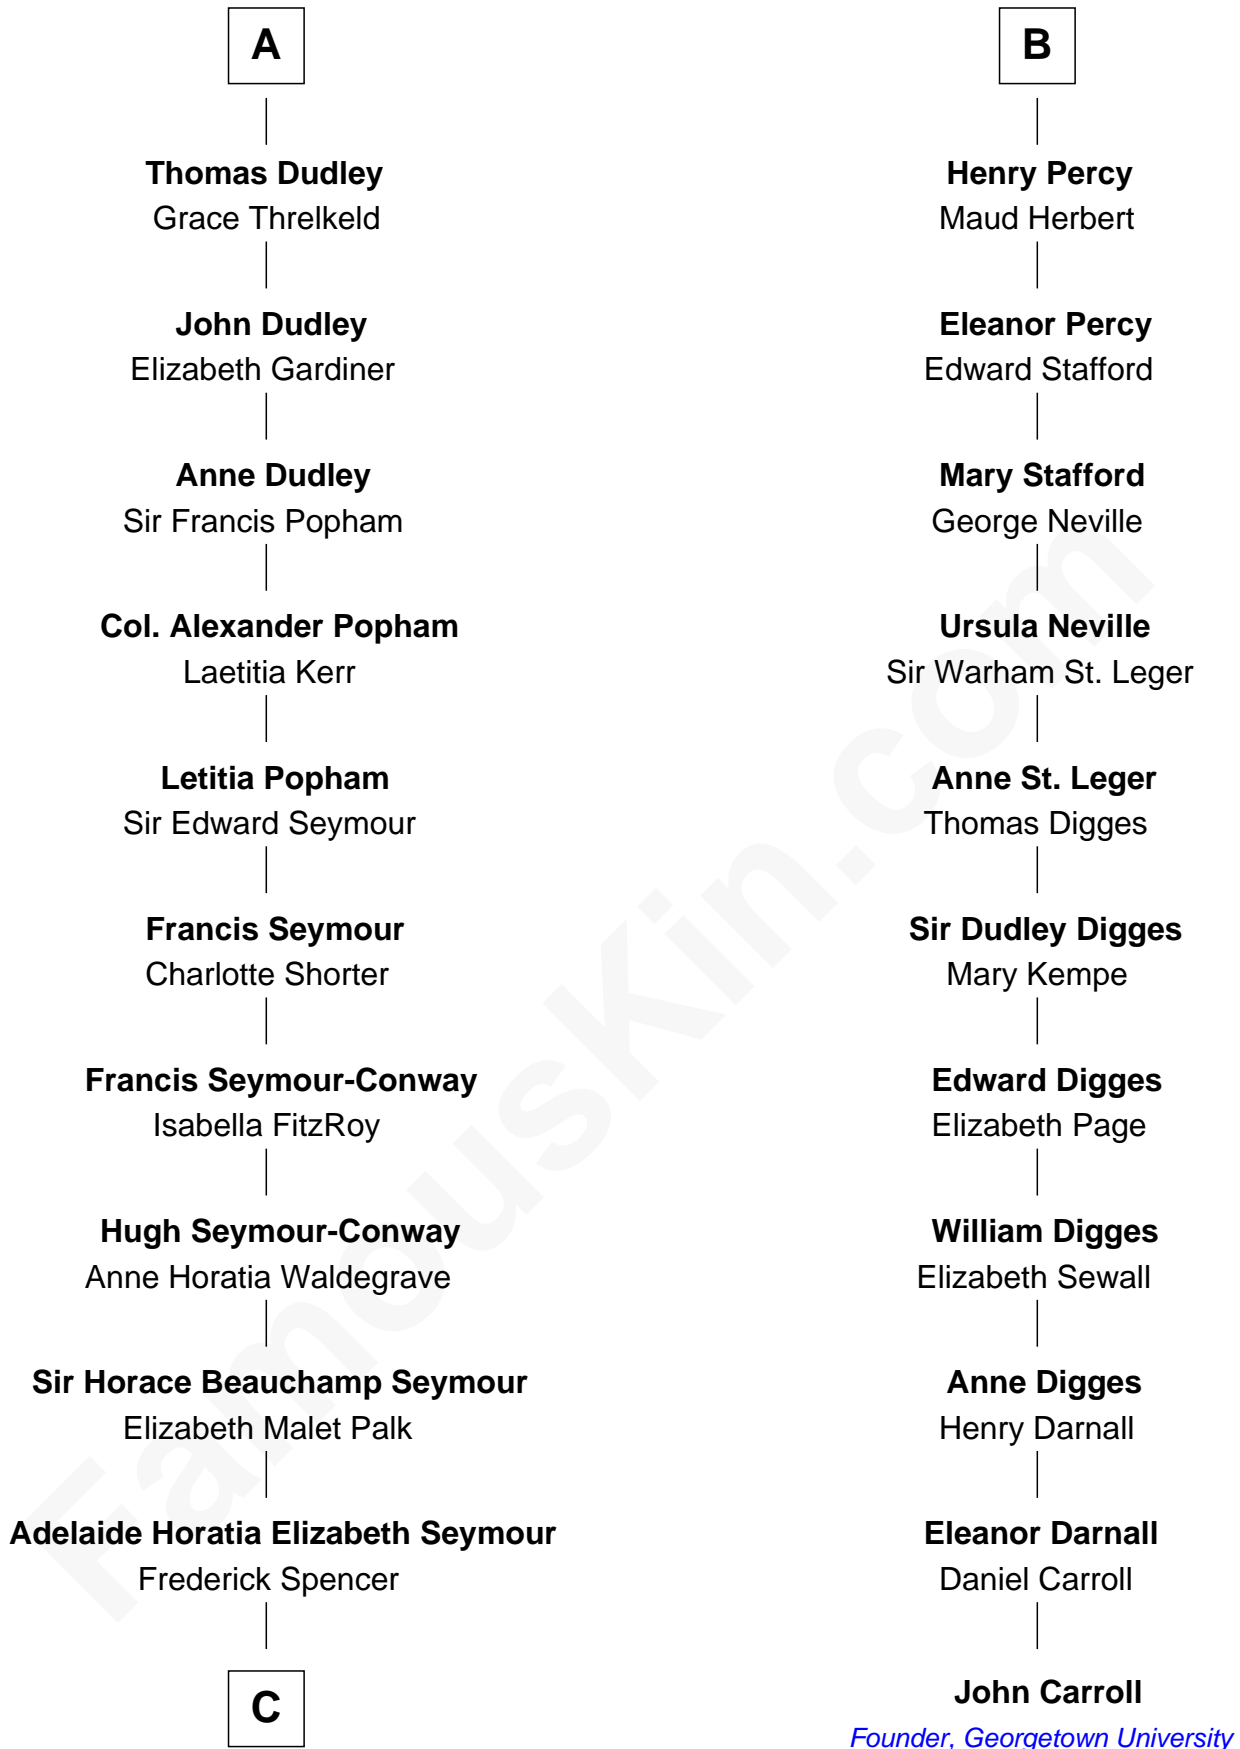 A
Thomas Dudley
Grace Threlkeld
John Dudley
Elizabeth Gardiner
Anne Dudley
Sir Francis Popham
Col. Alexander Popham
Laetitia Kerr
Letitia Popham
Sir Edward Seymour
Francis Seymour
Charlotte Shorter
Francis Seymour-Conway
Isabella FitzRoy
Hugh Seymour-Conway
Anne Horatia Waldegrave
Sir Horace Beauchamp Seymour
Elizabeth Malet Palk
Adelaide Horatia Elizabeth Seymour
Frederick Spencer
C
B
Henry Percy
Maud Herbert
Eleanor Percy
Edward Stafford
Mary Stafford
George Neville
Ursula Neville
Sir Warham St. Leger
Anne St. Leger
Thomas Digges
Sir Dudley Digges
Mary Kempe
Edward Digges
Elizabeth Page
William Digges
Elizabeth Sewall
Anne Digges
Henry Darnall
Eleanor Darnall
Daniel Carroll
John Carroll
Founder, Georgetown University
FamousKin.com